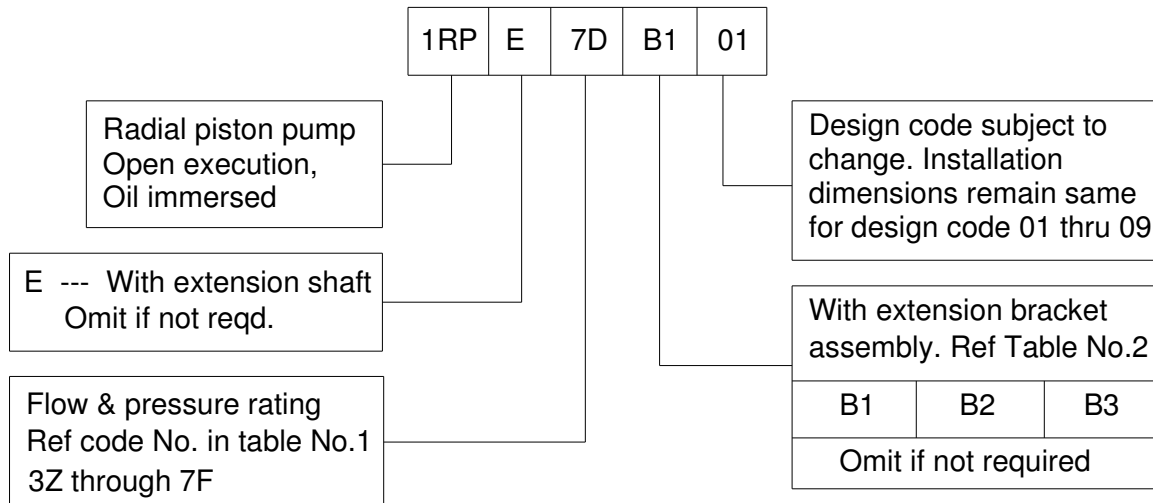 1RP E 7D B1 01
Radial piston pump
Open execution,
Oil immersed
E --- With extension shaft
Omit if not reqd.
Flow & pressure rating
Ref code No. in table No.1
3Z through 7F
Design code subject to
change. Installation
dimensions remain same
for design code 01 thru 09
With extension bracket
assembly. Ref Table No.2
B1 B2 B3
Omit if not required